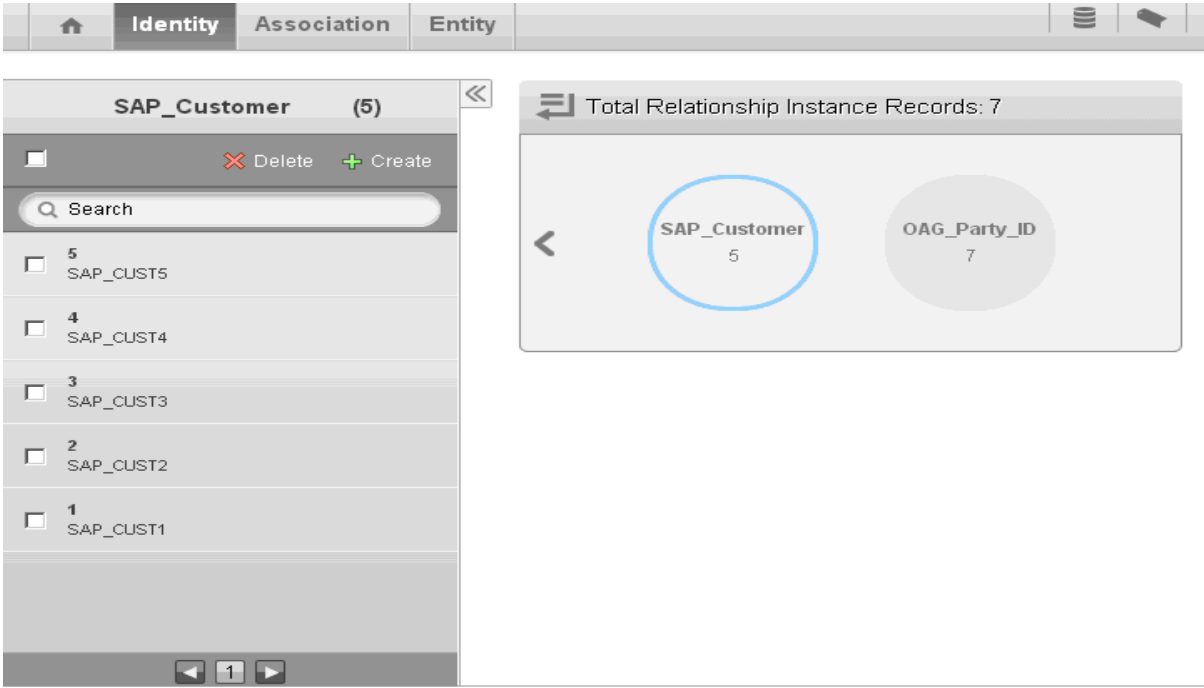 Identity Association Entity
SAP_Customer (5)
Delete Create
Search
5
SAP_CUST5
4
SAP_CUST4
3
SAP_CUST3
2
SAP_CUST2
1
SAP_CUST1
1
Total Relationship Instance Records: 7
SAP_Customer
5
OAG_Party_ID
7